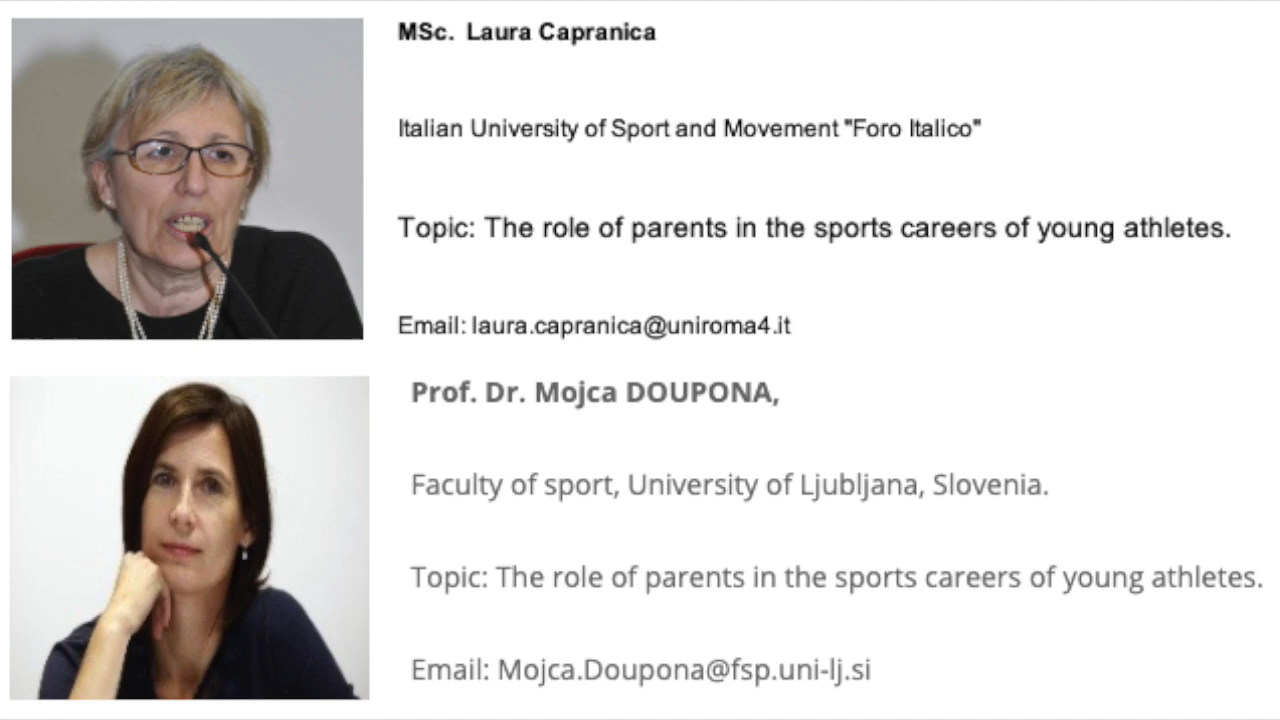 MSc. Laura Capranica
Italian University of Sport and Movement "Foro Italico"
Topic: The role of parents in the sports careers of young athletes.
Email: laura.capranica@uniroma4.it
Prof. Dr. Mojca DOUPONA,
Faculty of sport, University of Ljubljana, Slovenia.
Topic: The role of parents in the sports careers of young athletes.
Email: Mojca.Doupona@fsp.uni-lj.si